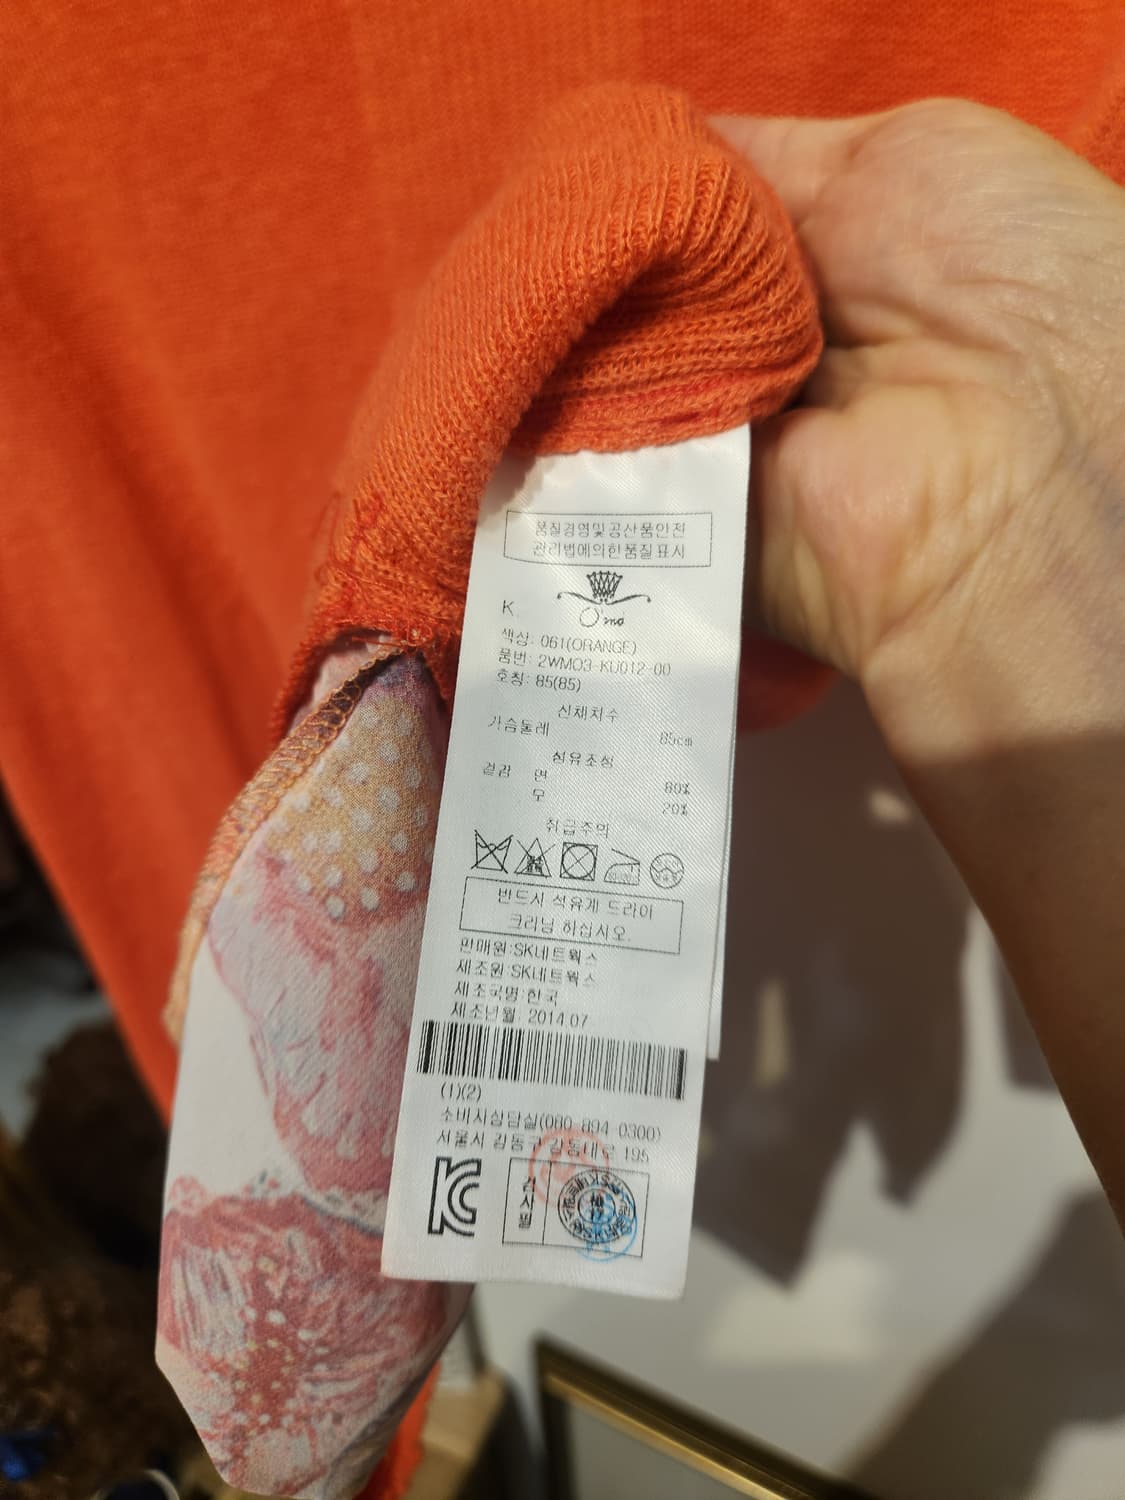 품질경영및공산품안전
관리법에의한품질표시
K.
O'2nd
색상: 061(ORANGE)
품번: 2WM03-KU012-00
호칭: 85(85)
신체치수
가슴둘레 85cm
섬유조성
겉감 면 80%
모 20%
취급주의
반드시 석유계 드라이
크리닝 하십시오.
판매원:SK네트웍스
제조원:SK네트웍스
제조국명:한국
제조년월: 2014.07
(1)(2)
소비자상담실(080-894-0300)
서울시 강동구 강동대로 195
검사필